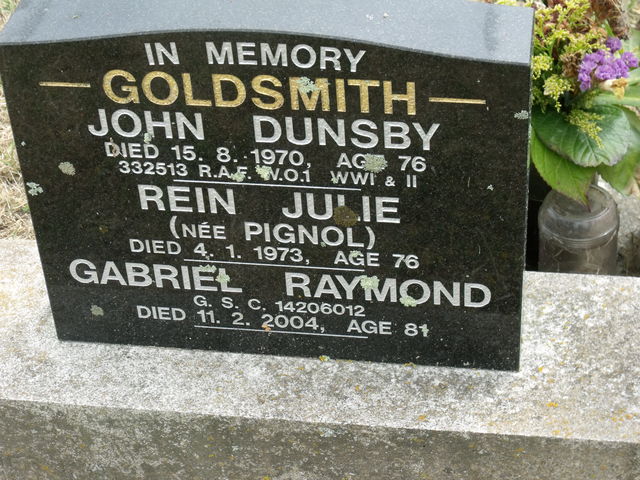 IN MEMORY
GOLDSMITH
JOHN DUNSBY
DIED 15. 8. 1970, AGE 76
332513 R.A.F. W.O.1 WWI & II
REIN JULIE
(NÉE PIGNOL)
DIED 4. 1. 1973, AGE 76
GABRIEL RAYMOND
G. S. C. 14206012
DIED 11. 2. 2004, AGE 81